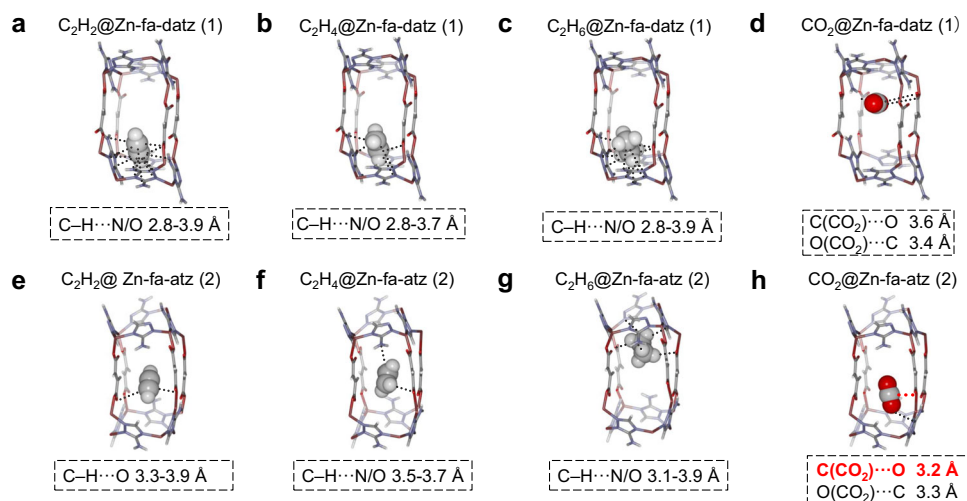 a C₂H₂@Zn-fa-datz (1)
b C₂H₄@Zn-fa-datz (1)
c C₂H₆@Zn-fa-datz (1)
d CO₂@Zn-fa-datz (1)
C–H···N/O 2.8-3.9 Å
C–H···N/O 2.8-3.7 Å
C–H···N/O 2.8-3.9 Å
C(CO₂)···O 3.6 Å
O(CO₂)···C 3.4 Å
e C₂H₂@ Zn-fa-atz (2)
f C₂H₄@Zn-fa-atz (2)
g C₂H₆@Zn-fa-atz (2)
h CO₂@Zn-fa-atz (2)
C–H···O 3.3-3.9 Å
C–H···N/O 3.5-3.7 Å
C–H···N/O 3.1-3.9 Å
C(CO₂)···O 3.2 Å
O(CO₂)···C 3.3 Å